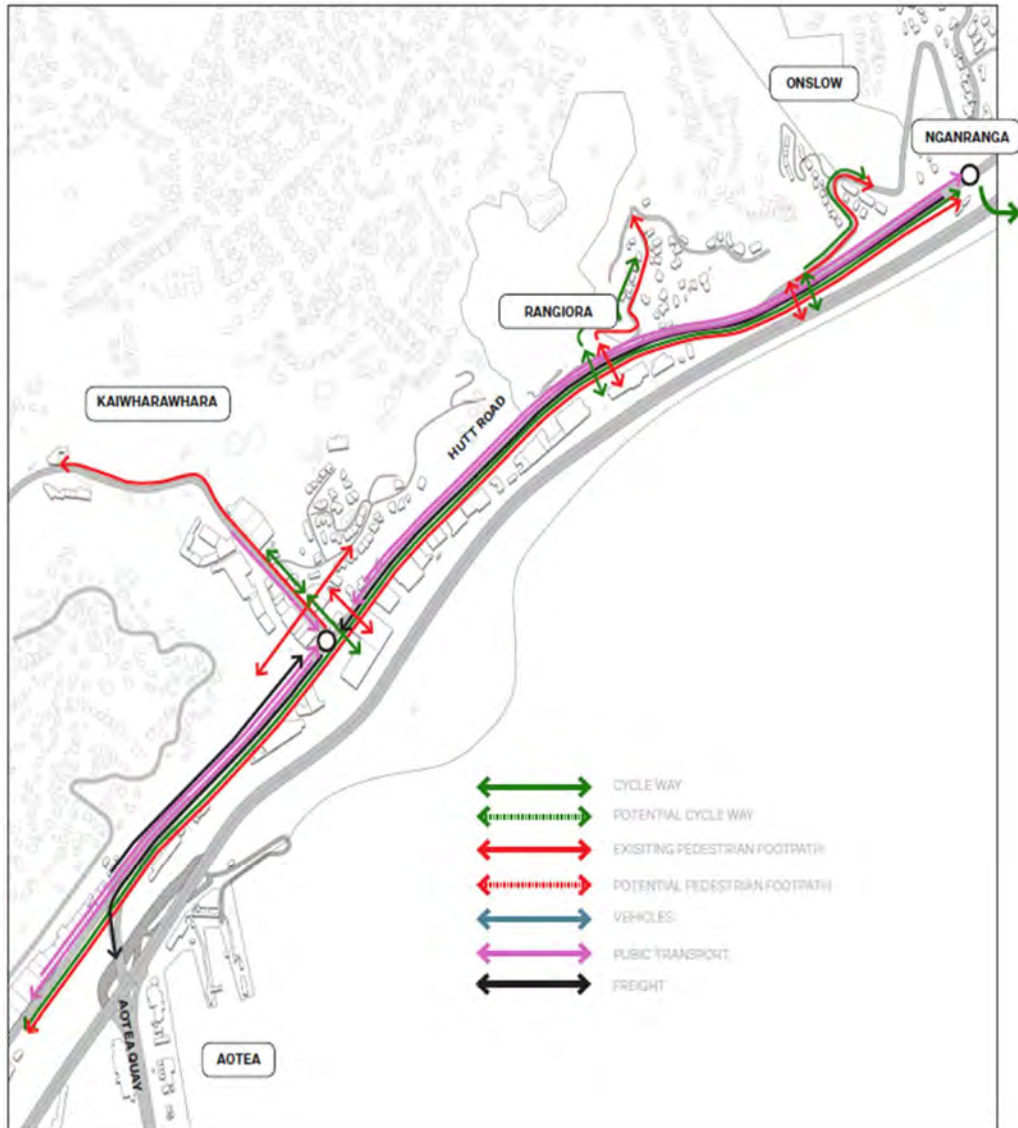 ONSLOW
NGANRANGA
RANGIORA
KAIWHARAWHARA
HUTT ROAD
CYCLE WAY
POTENTIAL CYCLE WAY
EXISITING PEDESTRIAN FOOTPATH
POTENTIAL PEDESTRIAN FOOTPATH
VEHICLES
PUBIC TRANSPORT
FREIGHT
AOTEA QUAY
AOTEA